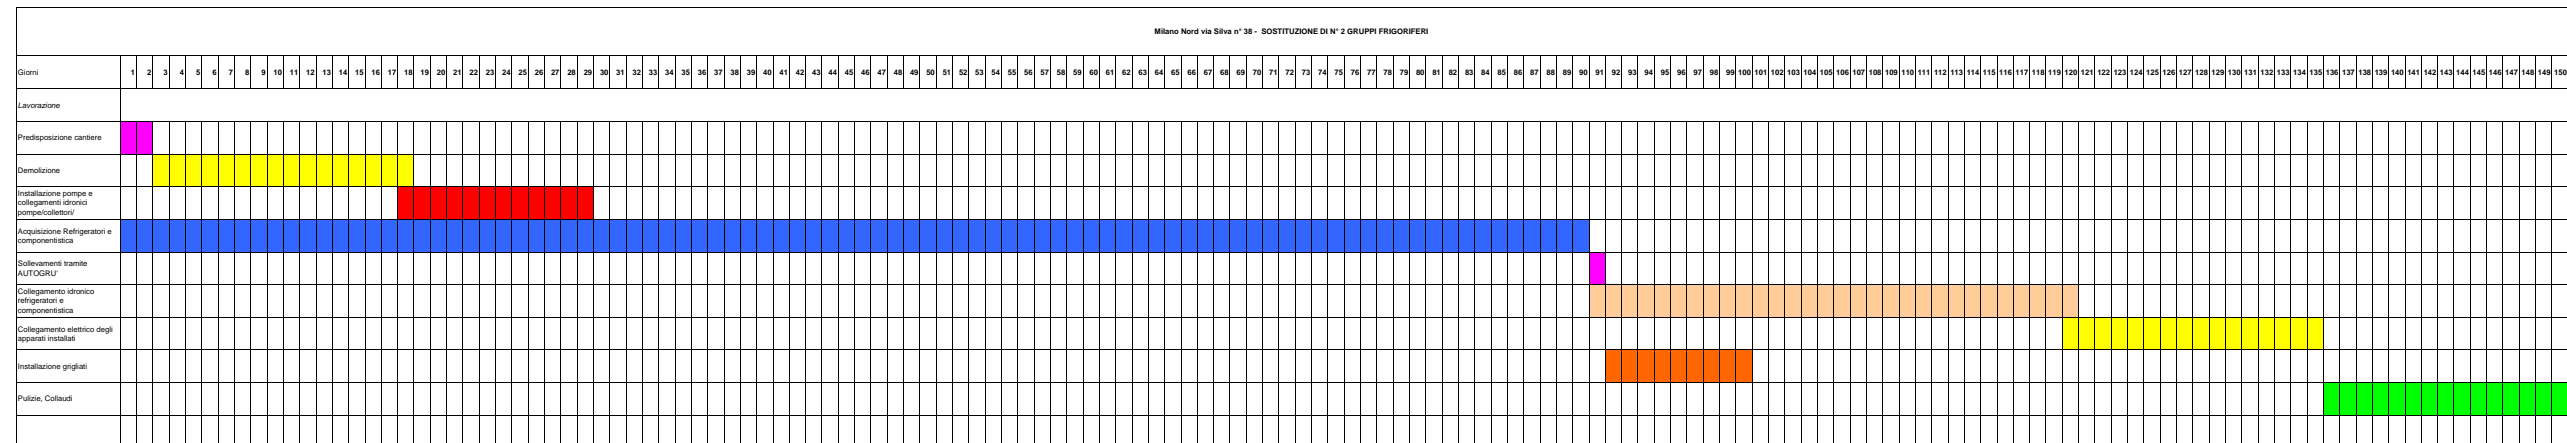 Milano Nord via Silva n° 38 - SOSTITUZIONE DI N° 2 GRUPPI FRIGORIFERI
Giorni 1 2 3 4 5 6 7 8 9 10 11 12 13 14 15 16 17 18 19 20 21 22 23 24 25 26 27 28 29 30 31 32 33 34 35 36 37 38 39 40 41 42 43 44 45 46 47 48 49 50 51 52 53 54 55 56 57 58 59 60 61 62 63 64 65 66 67 68 69 70 71 72 73 74 75 76 77 78 79 80 81 82 83 84 85 86 87 88 89 90 91 92 93 94 95 96 97 98 99 100 101 102 103 104 105 106 107 108 109 110 111 112 113 114 115 116 117 118 119 120 121 122 123 124 125 126 127 128 129 130 131 132 133 134 135 136 137 138 139 140 141 142 143 144 145 146 147 148 149 150
Lavorazione
Predisposizione cantiere
Demolizione
Installazione pompe e
collegamenti idronici
pompe/collettori/
Acquisizione Refrigeratori e
componentistica
Sollevamenti tramite
AUTOGRU'
Collegamento idronico
refrigeratori e
componentistica
Collegamento elettrico degli
apparati installati
Installazione grigliati
Pulizie, Collaudi